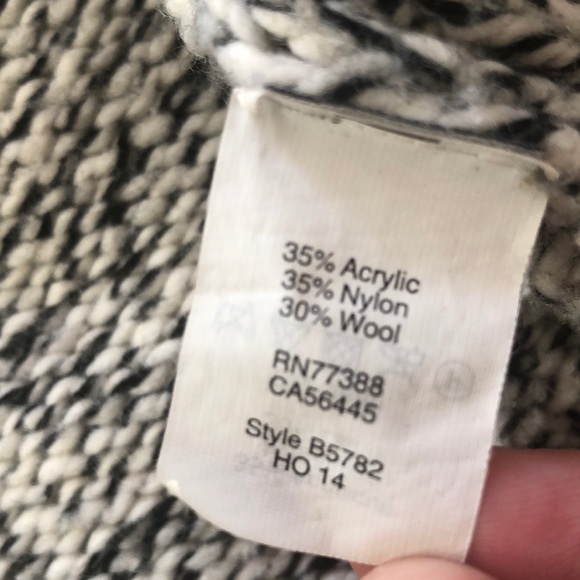 35% Acrylic
35% Nylon
30% Wool
RN77388
CA56445
Style B5782
HO 14